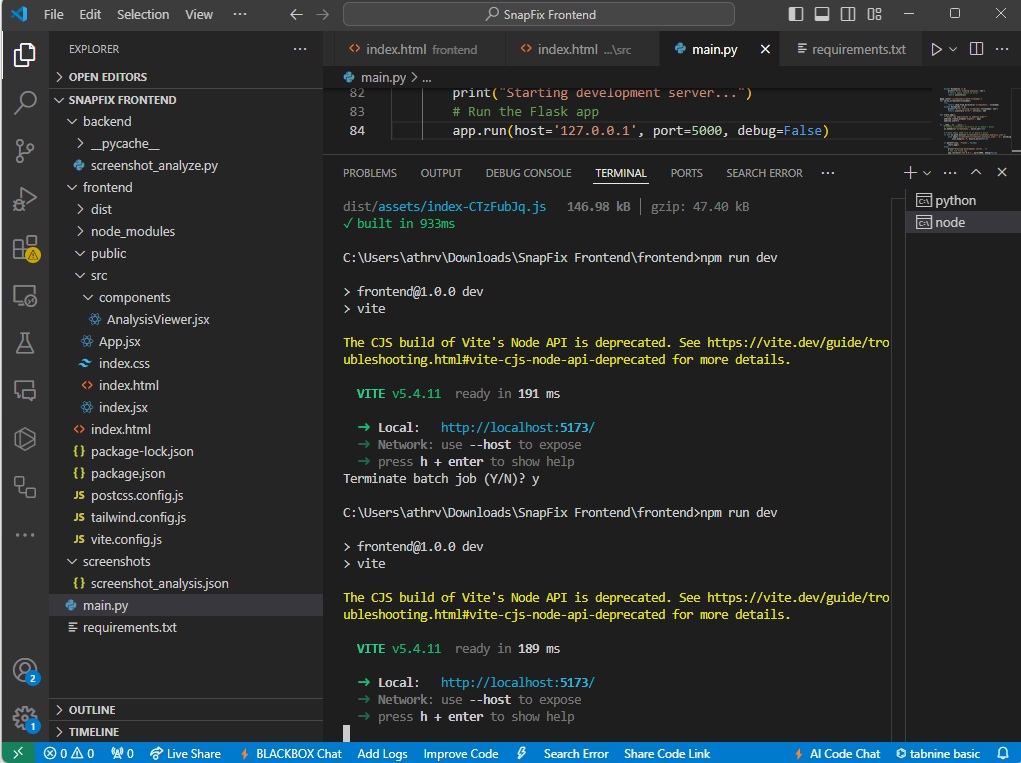 File Edit Selection View ··· SnapFix Frontend
EXPLORER ···
OPEN EDITORS
SNAPFIX FRONTEND
backend
__pycache__
screenshot_analyze.py
frontend
dist
node_modules
public
src
components
AnalysisViewer.jsx
App.jsx
index.css
index.html
index.jsx
index.html
{} package-lock.json
{} package.json
JS postcss.config.js
JS tailwind.config.js
JS vite.config.js
screenshots
{} screenshot_analysis.json
main.py
requirements.txt
OUTLINE
TIMELINE
2
1
index.html frontend index.html ...\src main.py requirements.txt
main.py > ...
82 print("Starting development server...")
83 # Run the Flask app
84 app.run(host='127.0.0.1', port=5000, debug=False)
PROBLEMS OUTPUT DEBUG CONSOLE TERMINAL PORTS SEARCH ERROR ···
dist/assets/index-CTzFubJq.js 146.98 kB │ gzip: 47.40 kB
✓ built in 933ms
C:\Users\athrv\Downloads\SnapFix Frontend\frontend>npm run dev
> frontend@1.0.0 dev
> vite
The CJS build of Vite's Node API is deprecated. See https://vite.dev/guide/tro
ubleshooting.html#vite-cjs-node-api-deprecated for more details.
VITE v5.4.11 ready in 191 ms
➜ Local: http://localhost:5173/
➜ Network: use --host to expose
➜ press h + enter to show help
Terminate batch job (Y/N)? y
C:\Users\athrv\Downloads\SnapFix Frontend\frontend>npm run dev
> frontend@1.0.0 dev
> vite
The CJS build of Vite's Node API is deprecated. See https://vite.dev/guide/tro
ubleshooting.html#vite-cjs-node-api-deprecated for more details.
VITE v5.4.11 ready in 189 ms
➜ Local: http://localhost:5173/
➜ Network: use --host to expose
➜ press h + enter to show help
python
node
0 0 0 Live Share BLACKBOX Chat Add Logs Improve Code Search Error Share Code Link AI Code Chat tabnine basic